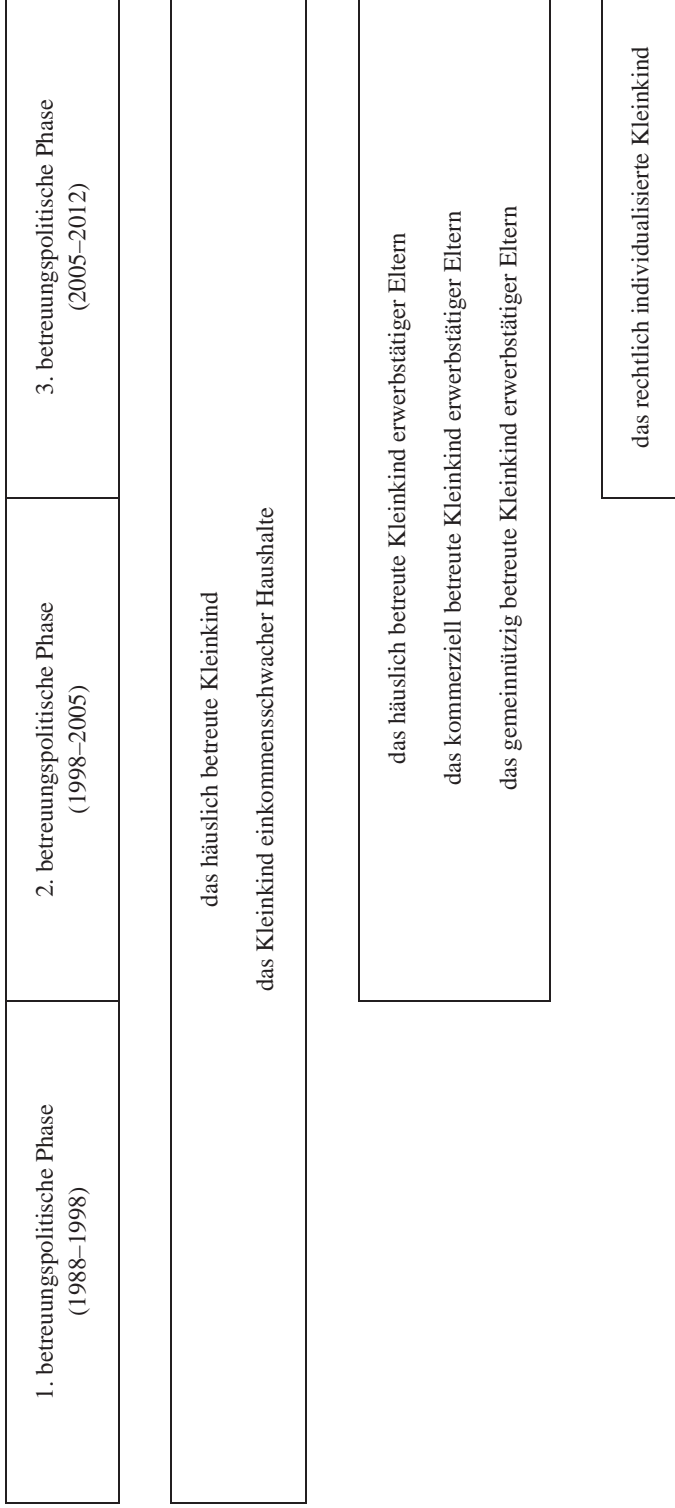 1. betreuungspolitische Phase
(1988–1998)
2. betreuungspolitische Phase
(1998–2005)
3. betreuungspolitische Phase
(2005–2012)
das häuslich betreute Kleinkind
das Kleinkind einkommensschwacher Haushalte
das häuslich betreute Kleinkind erwerbstätiger Eltern
das kommerziell betreute Kleinkind erwerbstätiger Eltern
das gemeinnützig betreute Kleinkind erwerbstätiger Eltern
das rechtlich individualisierte Kleinkind